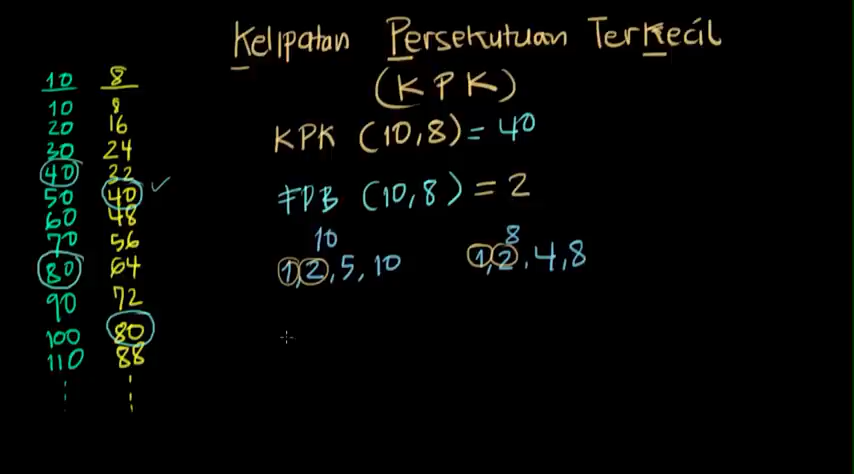 Kelipatan Persekutuan TerKecil
(KPK)
KPK (10,8) = 40
FPB (10,8) = 2
10
1, 2, 5, 10
8
1, 2, 4, 8
10 8
10 8
20 16
30 24
40 32
50 40 ✓
60 48
70 56
80 64
90 72
100 80
110 88